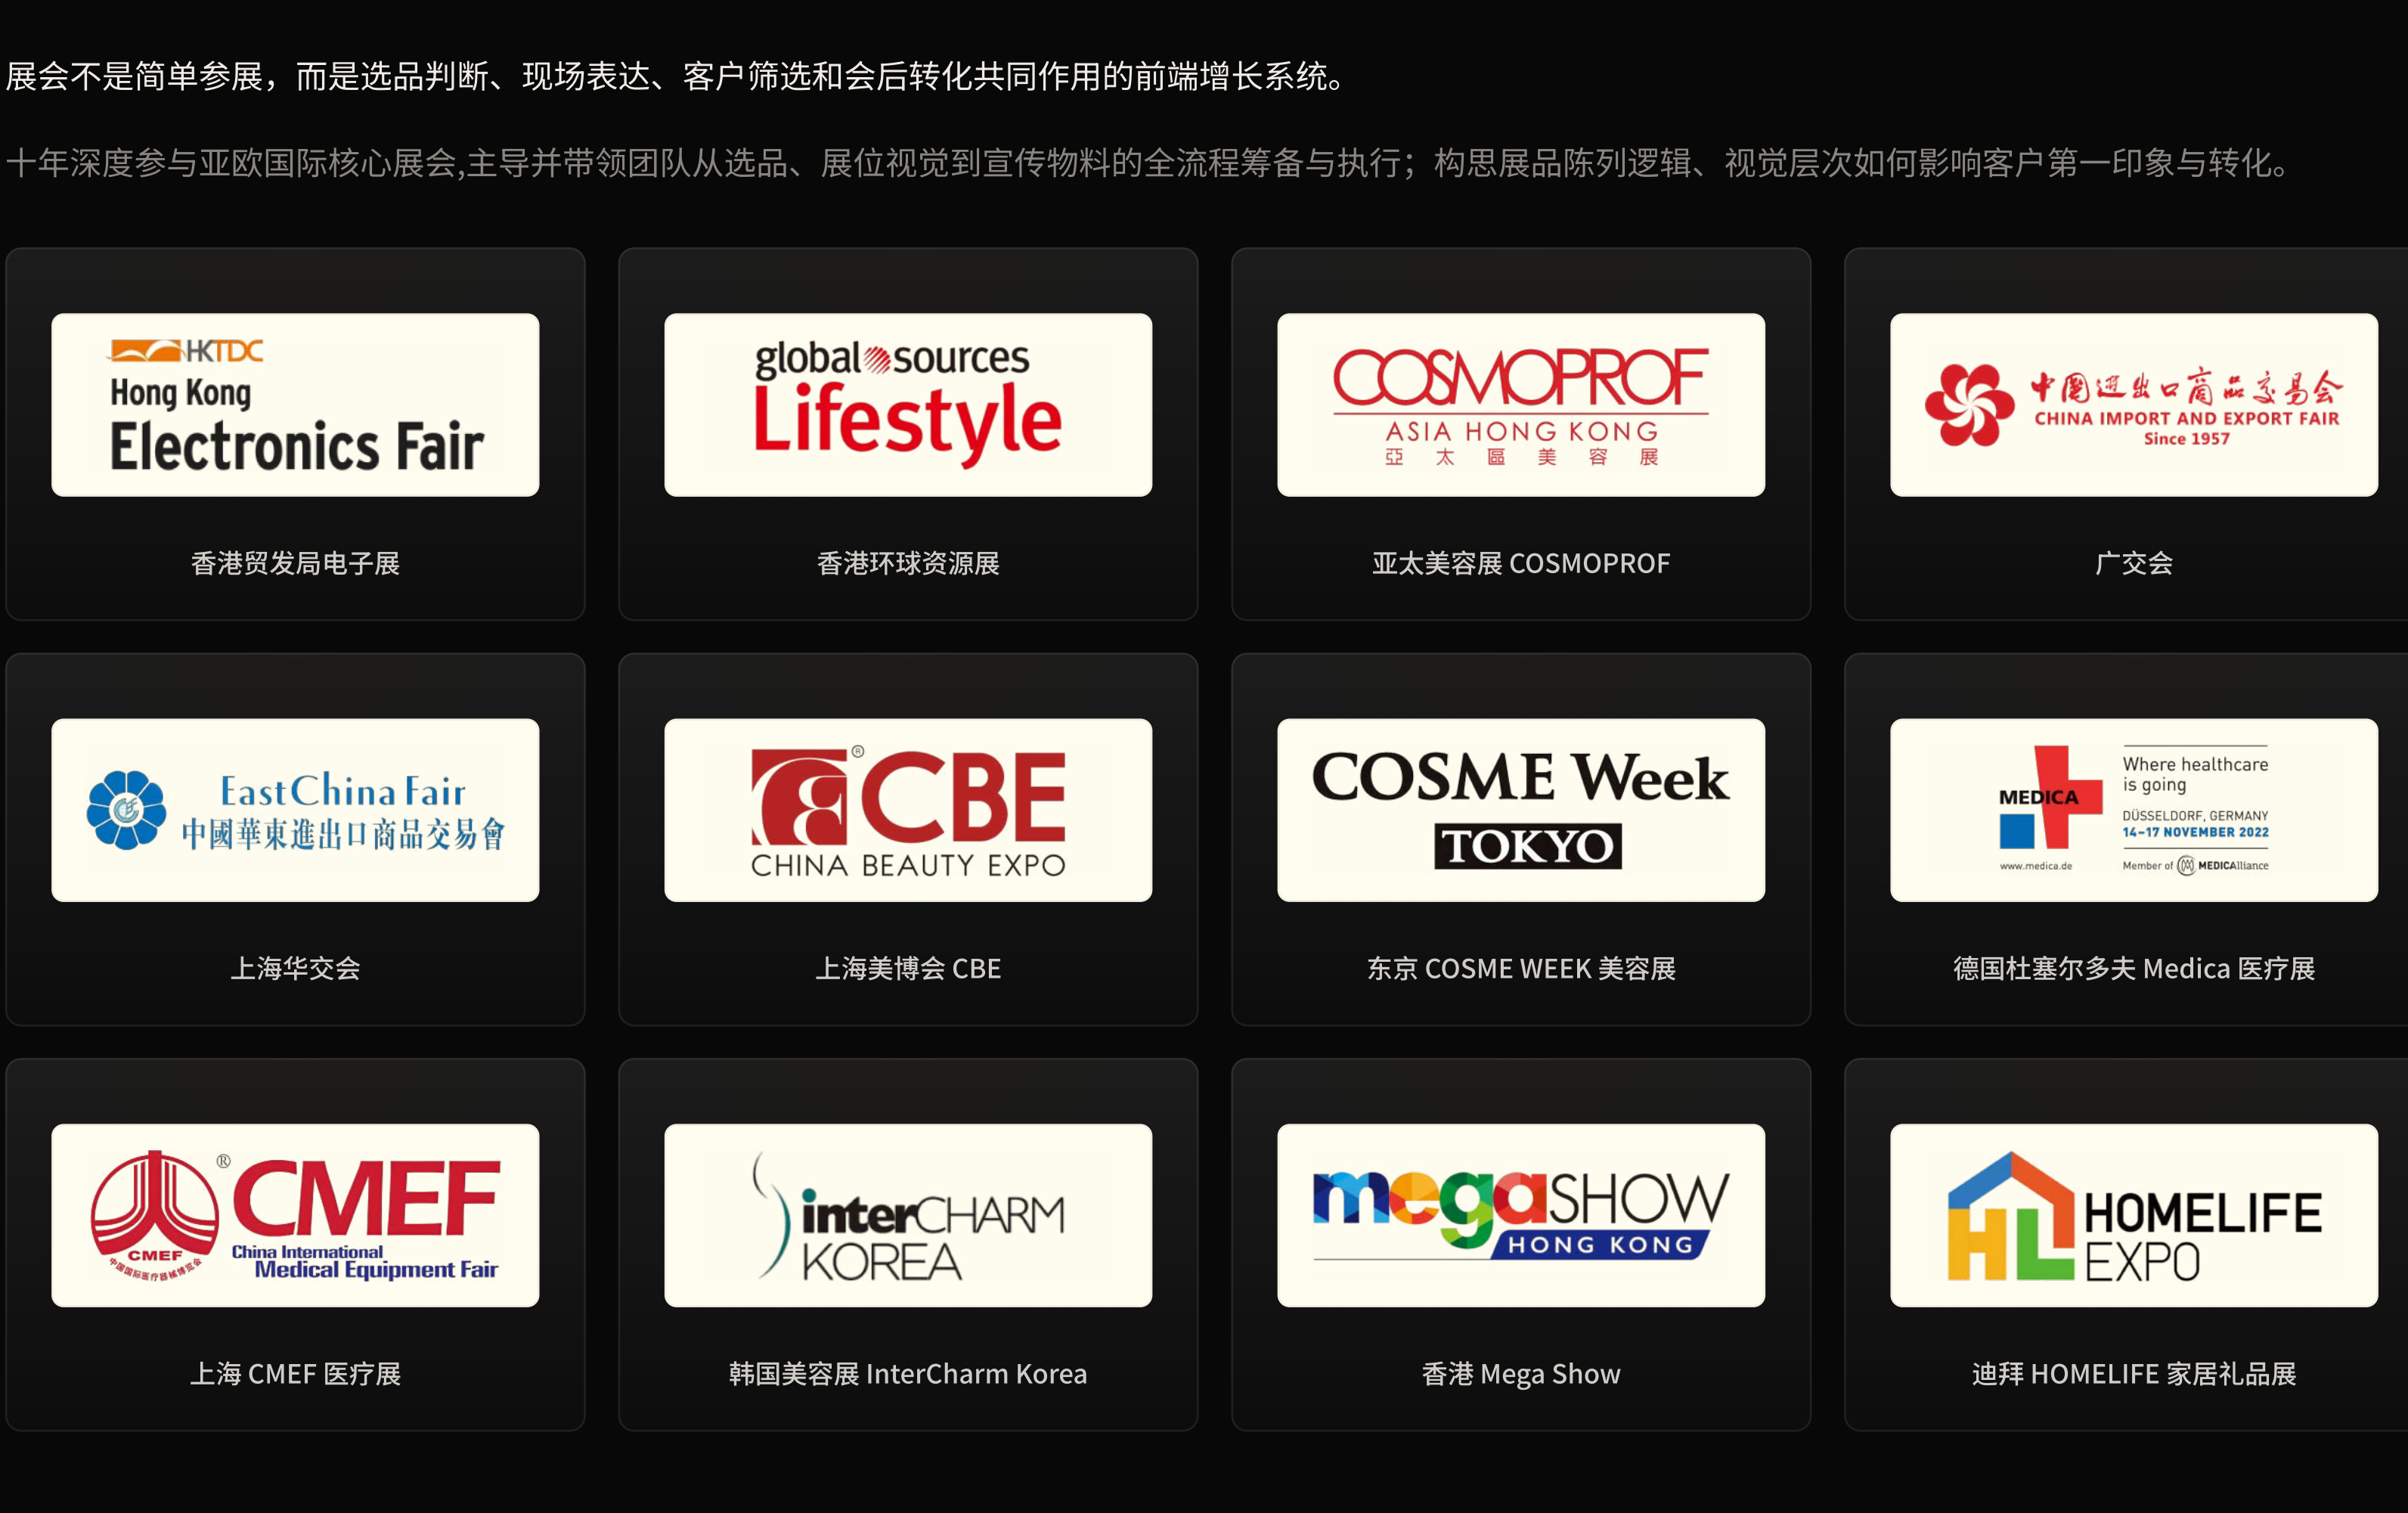 展会不是简单参展，而是选品判断、现场表达、客户筛选和会后转化共同作用的前端增长系统。
十年深度参与亚欧国际核心展会,主导并带领团队从选品、展位视觉到宣传物料的全流程筹备与执行；构思展品陈列逻辑、视觉层次如何影响客户第一印象与转化。
HKTDC
Hong Kong
Electronics Fair
香港贸发局电子展
global sources
Lifestyle
香港环球资源展
COSMOPROF
ASIA HONG KONG
亞太區美容展
亚太美容展 COSMOPROF
中國進出口商品交易会
CHINA IMPORT AND EXPORT FAIR
Since 1957
广交会
East China Fair
中國華東進出口商品交易會
上海华交会
® CBE
CHINA BEAUTY EXPO
上海美博会 CBE
COSME Week
TOKYO
东京 COSME WEEK 美容展
MEDICA
www.medica.de
Where healthcare
is going
DÜSSELDORF, GERMANY
14–17 NOVEMBER 2022
Member of MEDICAlliance
德国杜塞尔多夫 Medica 医疗展
CMEF
中国国际医疗器械博览会
® CMEF
China International
Medical Equipment Fair
上海 CMEF 医疗展
interCHARM
KOREA
韩国美容展 InterCharm Korea
megaSHOW
HONG KONG
香港 Mega Show
HL
HOMELIFE
EXPO
迪拜 HOMELIFE 家居礼品展